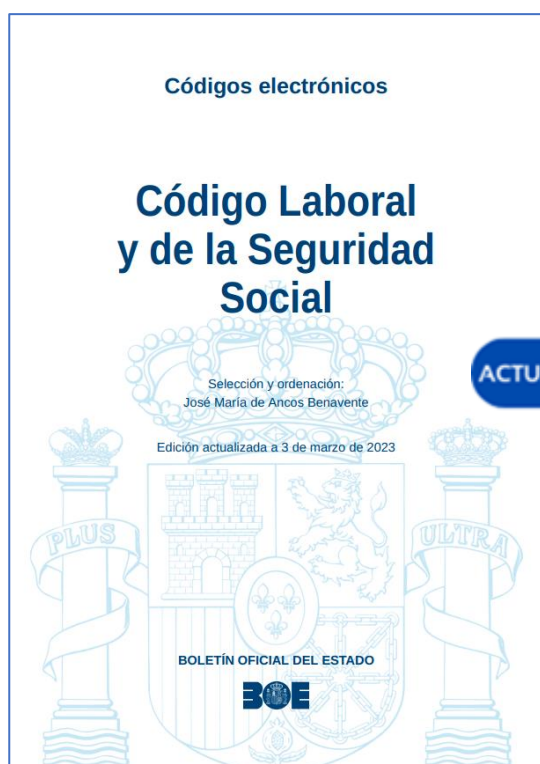 Códigos electrónicos
Código Laboral
y de la Seguridad
Social
ACTU
Selección y ordenación:
José María de Ancos Benavente
Edición actualizada a 3 de marzo de 2023
PLUS
ULTRA
BOLETÍN OFICIAL DEL ESTADO
BOE